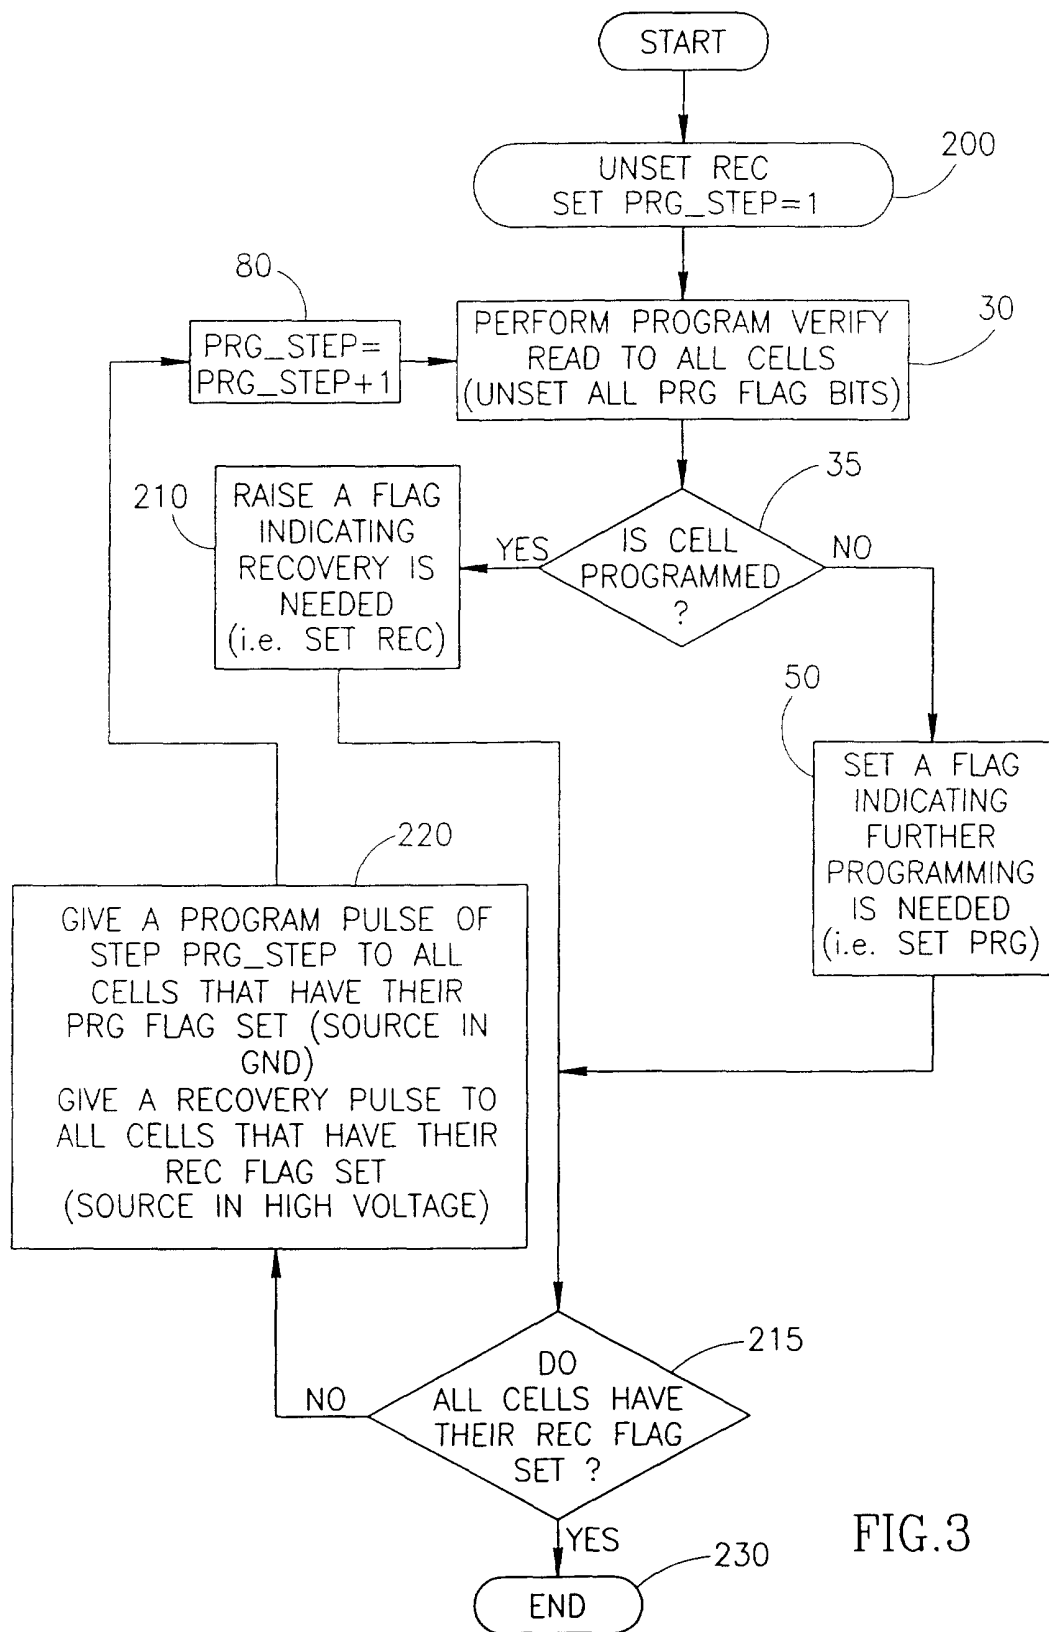 START
UNSET REC
SET PRG_STEP=1
200
80
PRG_STEP=
PRG_STEP+1
PERFORM PROGRAM VERIFY
READ TO ALL CELLS
(UNSET ALL PRG FLAG BITS)
30
35
210
RAISE A FLAG
INDICATING
RECOVERY IS
NEEDED
(i.e. SET REC)
YES
IS CELL
PROGRAMMED
?
NO
50
SET A FLAG
INDICATING
FURTHER
PROGRAMMING
IS NEEDED
(i.e. SET PRG)
220
GIVE A PROGRAM PULSE OF
STEP PRG_STEP TO ALL
CELLS THAT HAVE THEIR
PRG FLAG SET (SOURCE IN
GND)
GIVE A RECOVERY PULSE TO
ALL CELLS THAT HAVE THEIR
REC FLAG SET
(SOURCE IN HIGH VOLTAGE)
215
NO
DO
ALL CELLS HAVE
THEIR REC FLAG
SET ?
YES
FIG.3
230
END